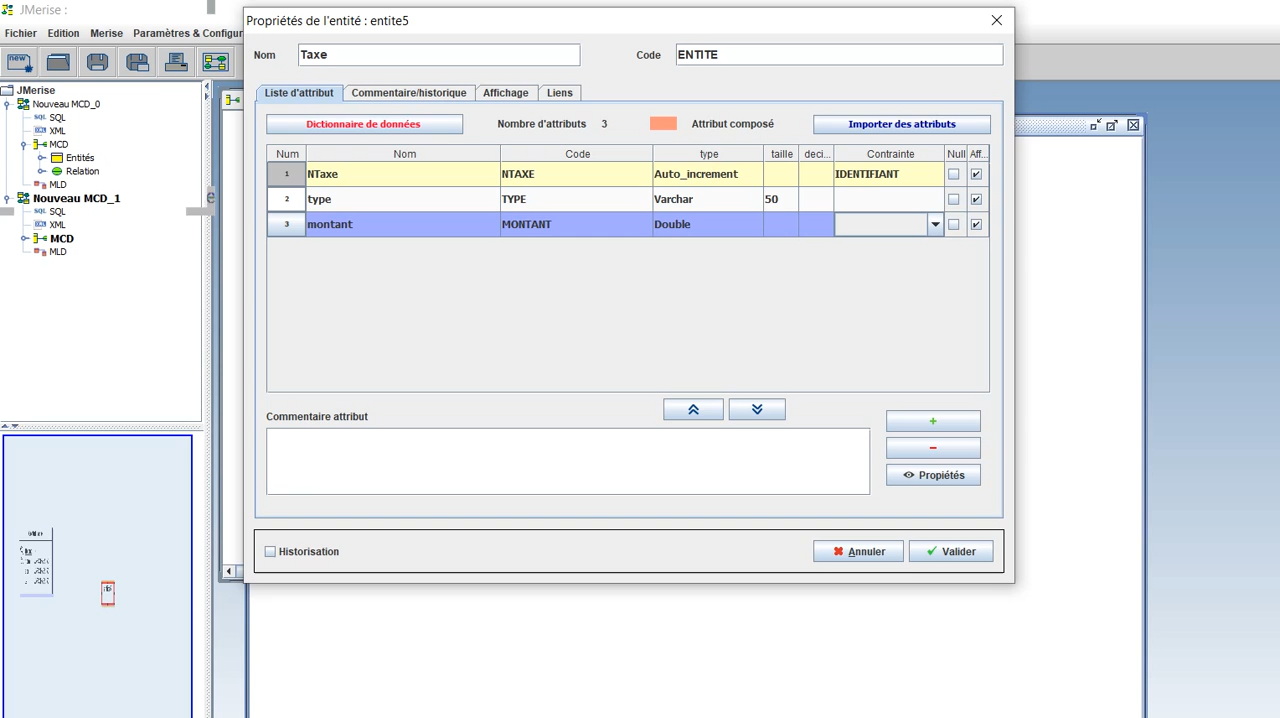 JMerise :
Fichier Edition Merise Paramètres & Configur
new
JMerise
Nouveau MCD_0
SQL
XML
MCD
Entités
Relation
MLD
Nouveau MCD_1
SQL
XML
MCD
MLD
Propriétés de l'entité : entite5
Nom Taxe Code ENTITE
Liste d'attribut Commentaire/historique Affichage Liens
Dictionnaire de données Nombre d'attributs 3 Attribut composé Importer des attributs
Num Nom Code type taille deci... Contrainte Null Aff...
1 NTaxe NTAXE Auto_increment IDENTIFIANT
2 type TYPE Varchar 50
3 montant MONTANT Double
Commentaire attribut
+
−
Propiétés
Historisation Annuler Valider